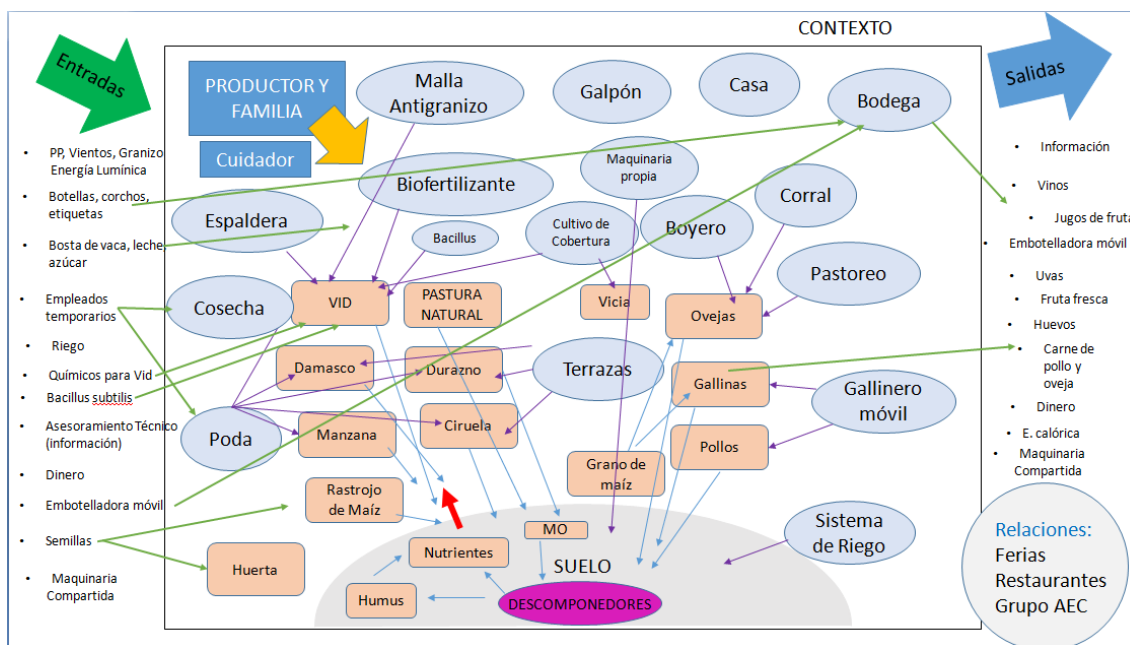 CONTEXTO
Entradas
Salidas
PRODUCTOR Y
FAMILIA
Cuidador
Malla
Antigranizo
Galpón
Casa
Bodega
Biofertilizante
Maquinaria
propia
Corral
Espaldera
Bacillus
Cultivo de
Cobertura
Boyero
Pastoreo
Cosecha
VID
PASTURA
NATURAL
Vicia
Ovejas
Damasco
Durazno
Terrazas
Gallinas
Gallinero
móvil
Poda
Manzana
Ciruela
Pollos
Grano de
maíz
Rastrojo
de Maíz
MO
Sistema
de Riego
Huerta
Nutrientes
SUELO
Humus
DESCOMPONEDORES
• PP, Vientos, Granizo
Energía Lumínica
• Botellas, corchos,
etiquetas
• Bosta de vaca, leche,
azúcar
• Empleados
temporarios
• Riego
• Químicos para Vid
• Bacillus subtilis
• Asesoramiento Técnico
(información)
• Dinero
• Embotelladora móvil
• Semillas
• Maquinaria
Compartida
• Información
• Vinos
• Jugos de fruta
• Embotelladora móvil
• Uvas
• Fruta fresca
• Huevos
• Carne de
pollo y
oveja
• Dinero
• E. calórica
• Maquinaria
Compartida
Relaciones:
Ferias
Restaurantes
Grupo AEC